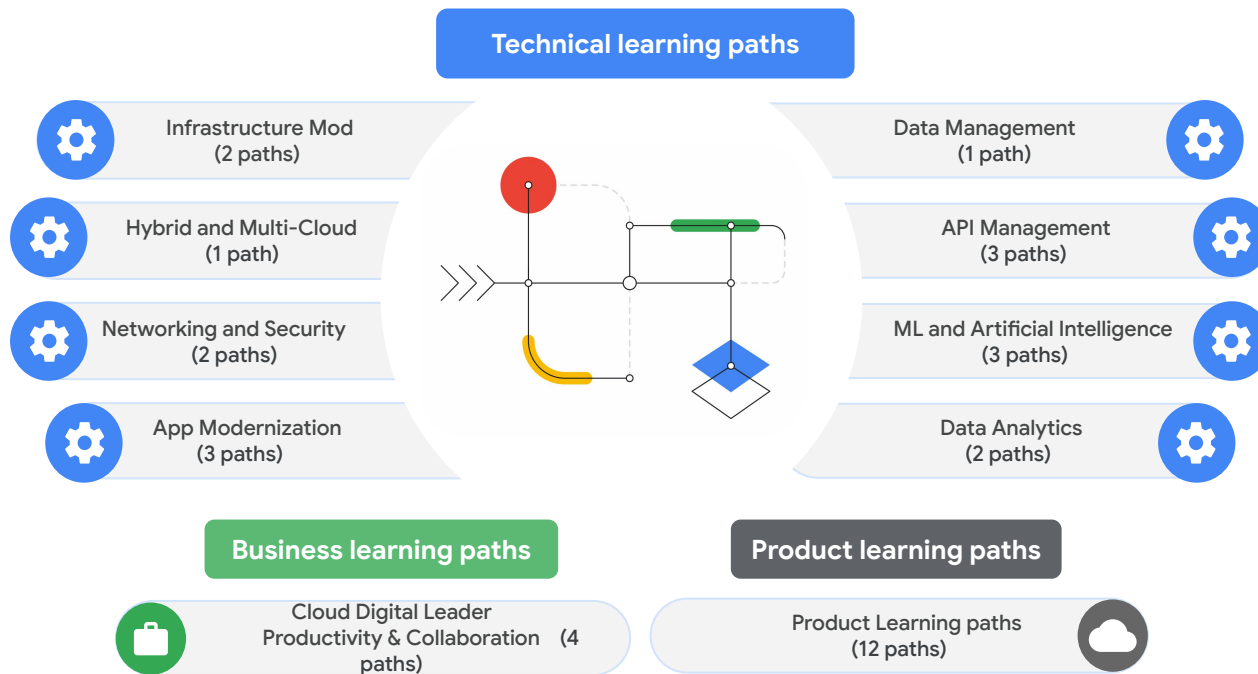 Technical learning paths
Infrastructure Mod
(2 paths)
Hybrid and Multi-Cloud
(1 path)
Networking and Security
(2 paths)
App Modernization
(3 paths)
Data Management
(1 path)
API Management
(3 paths)
ML and Artificial Intelligence
(3 paths)
Data Analytics
(2 paths)
Business learning paths
Cloud Digital Leader
Productivity & Collaboration (4
paths)
Product learning paths
Product Learning paths
(12 paths)